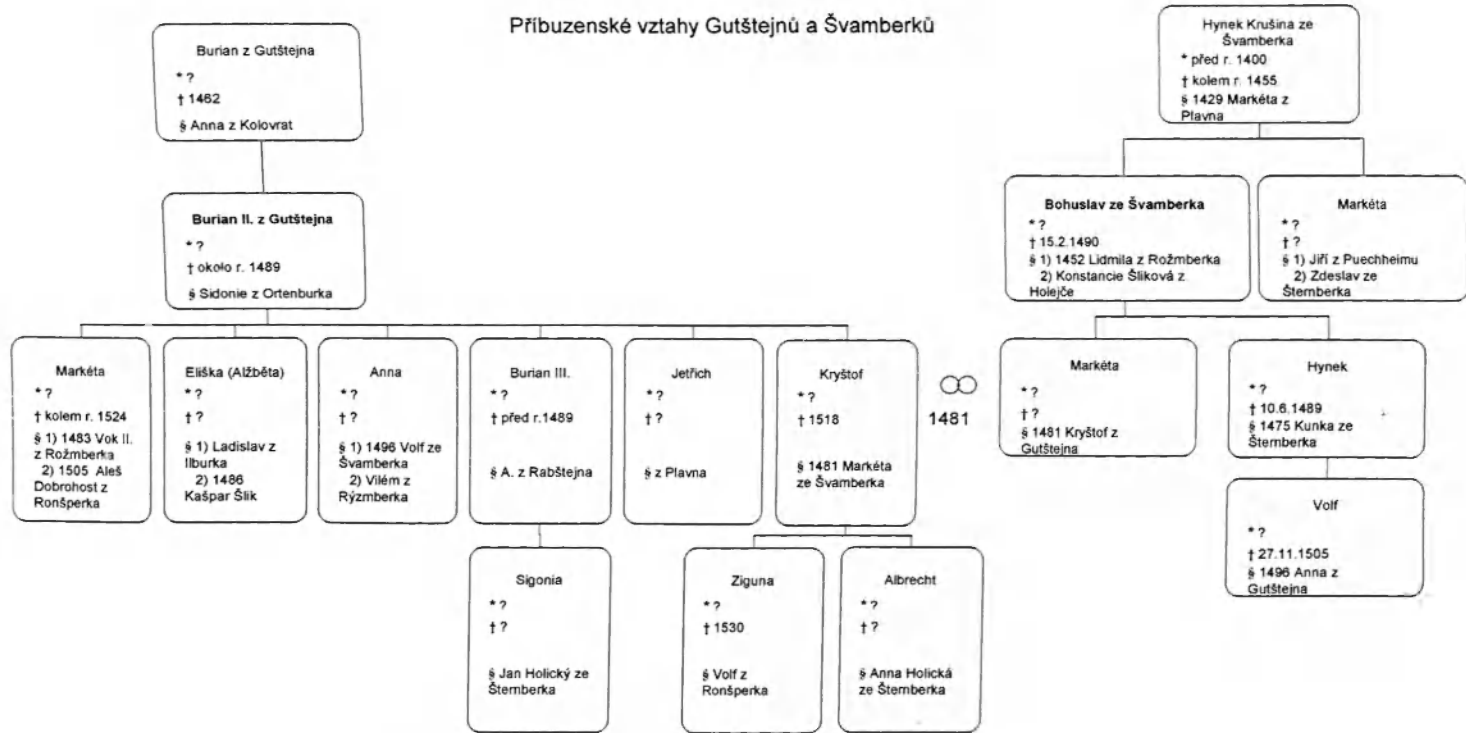 Příbuzenské vztahy Gutštejnů a Švamberků
Burian z Gutštejna
* ?
† 1462
§ Anna z Kolovrat
Hynek Krušina ze
Švamberka
* před r. 1400
† kolem r. 1455
§ 1429 Markéta z
Plavna
Burian II. z Gutštejna
* ?
† okolo r. 1489
§ Sidonie z Ortenburka
Bohuslav ze Švamberka
* ?
† 15.2.1490
§ 1) 1452 Lidmila z Rožmberka
2) Konstancie Šliková z
Holejče
Markéta
* ?
† ?
§ 1) Jiří z Puechheimu
2) Zdeslav ze
Šternberka
Markéta
* ?
† kolem r. 1524
§ 1) 1483 Vok II.
z Rožmberka
2) 1505 Aleš
Dobrohost z
Ronšperka
Eliška (Alžběta)
* ?
† ?
§ 1) Ladislav z
Ilburka
2) 1486
Kašpar Šlik
Anna
* ?
† ?
§ 1) 1496 Volf ze
Švamberka
2) Vilém z
Rýzmberka
Burian III.
* ?
† před r.1489
§ A. z Rabštejna
Jetřich
* ?
† ?
§ z Plavna
Kryštof
* ?
† 1518
§ 1481 Markéta
ze Švamberka
1481
Markéta
* ?
† ?
§ 1481 Kryštof z
Gutštejna
Hynek
* ?
† 10.6.1489
§ 1475 Kunka ze
Šternberka
Sigonia
* ?
† ?
§ Jan Holický ze
Šternberka
Ziguna
* ?
† 1530
§ Volf z
Ronšperka
Albrecht
* ?
† ?
§ Anna Holická
ze Šternberka
Volf
* ?
† 27.11.1505
§ 1496 Anna z
Gutštejna